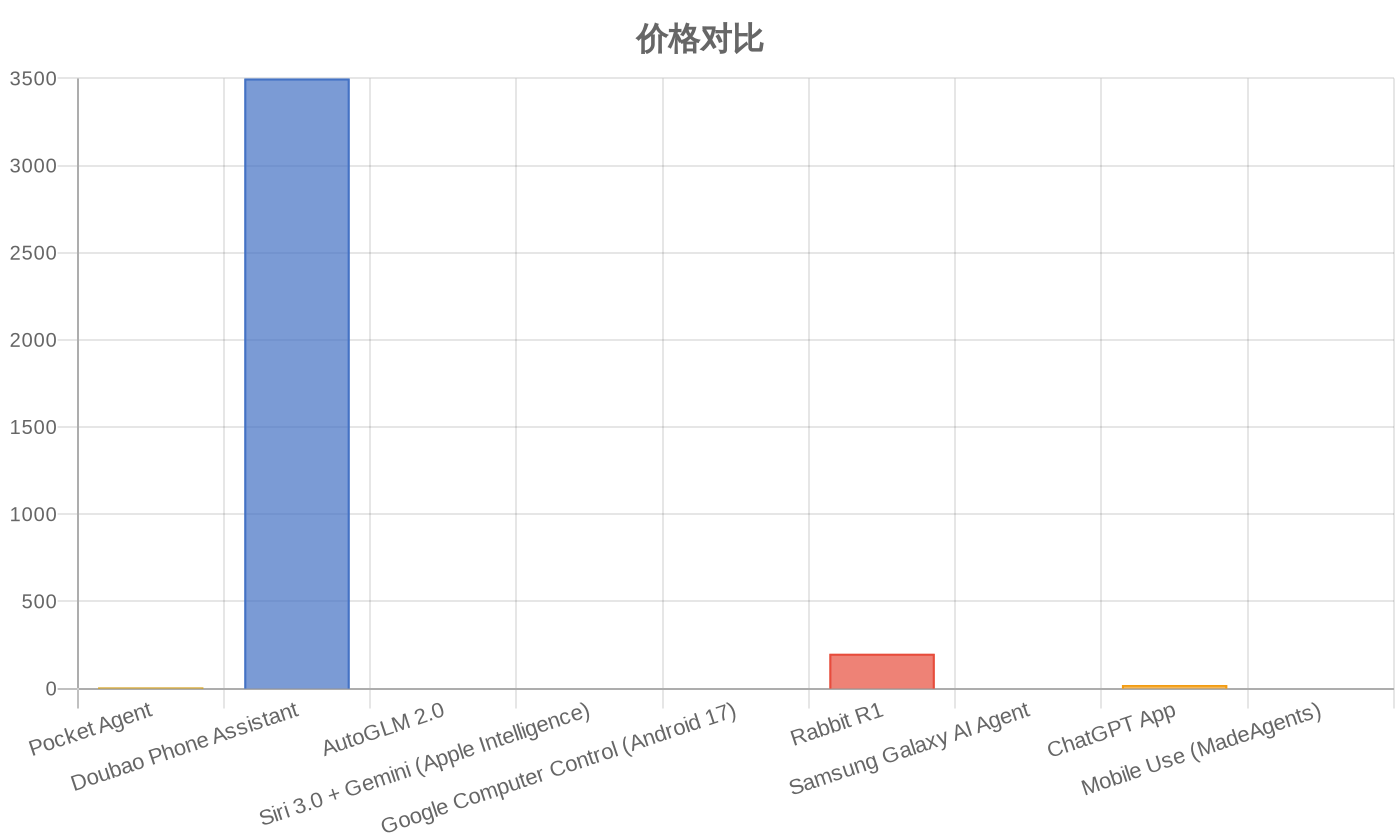 价格对比
3500
3000
2500
2000
1500
1000
500
0
Pocket Agent
Doubao Phone Assistant
AutoGLM 2.0
Siri 3.0 + Gemini (Apple Intelligence)
Google Computer Control (Android 17)
Rabbit R1
Samsung Galaxy AI Agent
ChatGPT App
Mobile Use (MadeAgents)